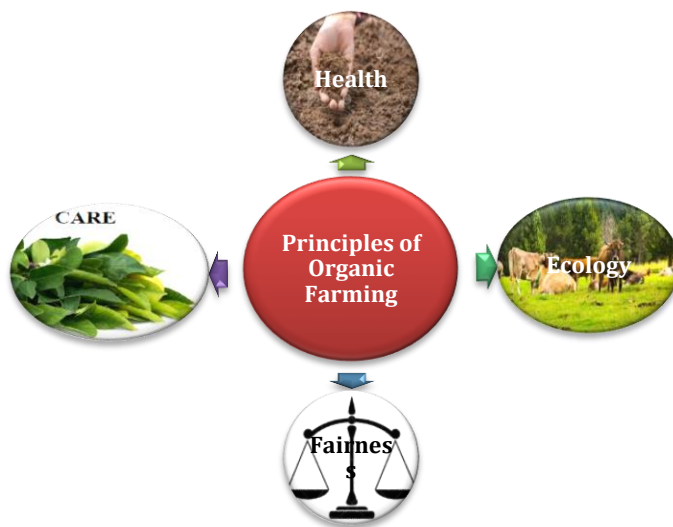 Health
CARE
Principles of
Organic
Farming
Ecology
Fairnes
s